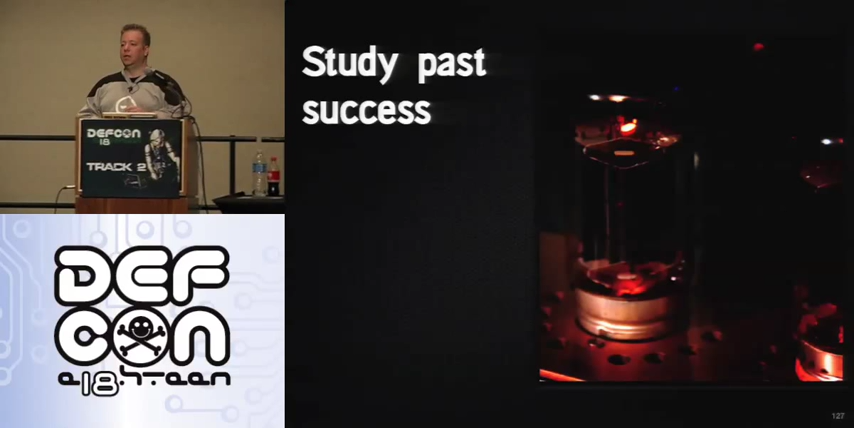 DEFCON
18
TRACK 2
Study past
success
DEF
CON
e18hteen
127